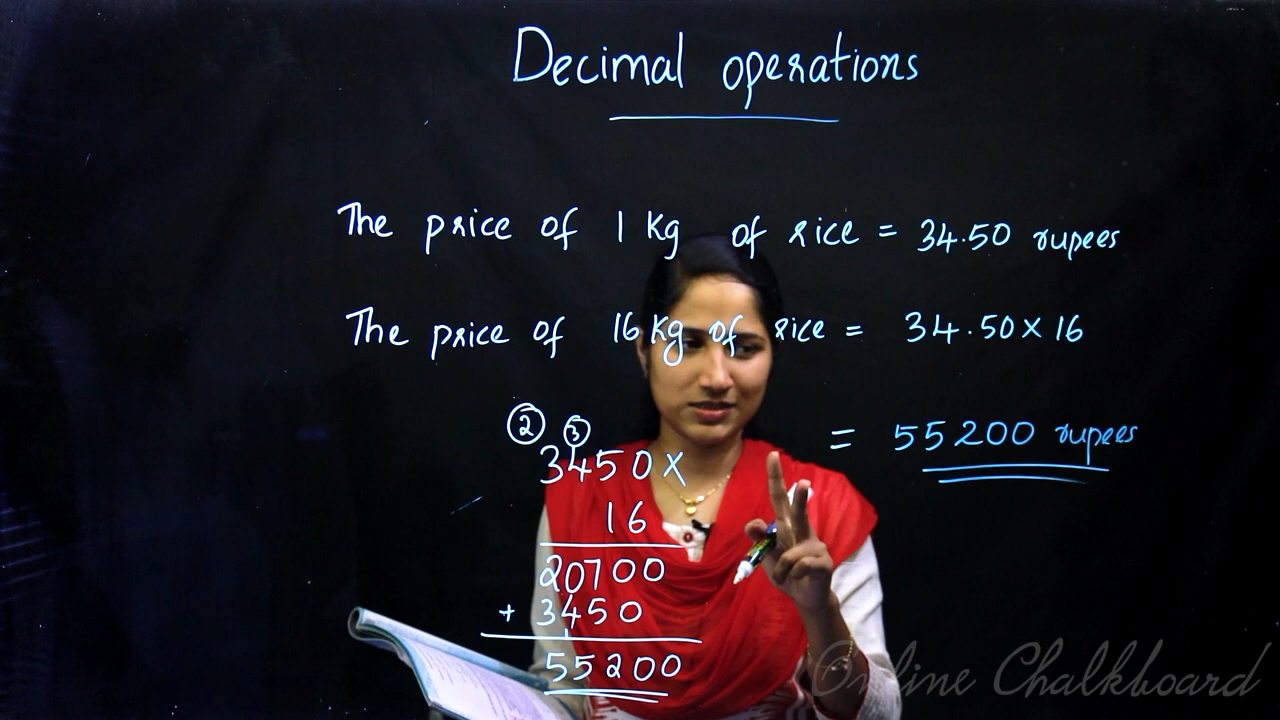 Decimal operations
The price of 1 Kg of rice = 34.50 rupees
The price of 16 Kg of rice = 34.50 x 16
= 55200 rupees
2 3
3450 x
16
20700
+ 3450
55200
Online Chalkboard